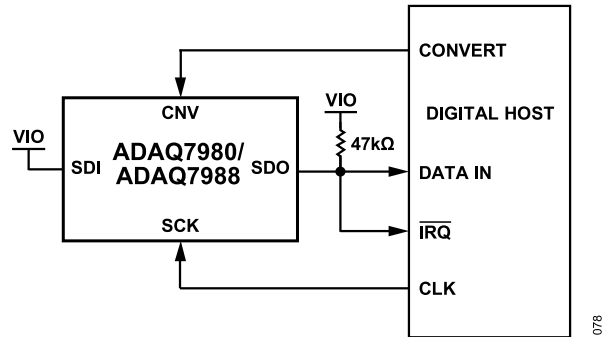 CONVERT
CNV
VIO
DIGITAL HOST
VIO
ADAQ7980/
ADAQ7988
47kΩ
SDI
SDO
DATA IN
SCK
IRQ
CLK
078